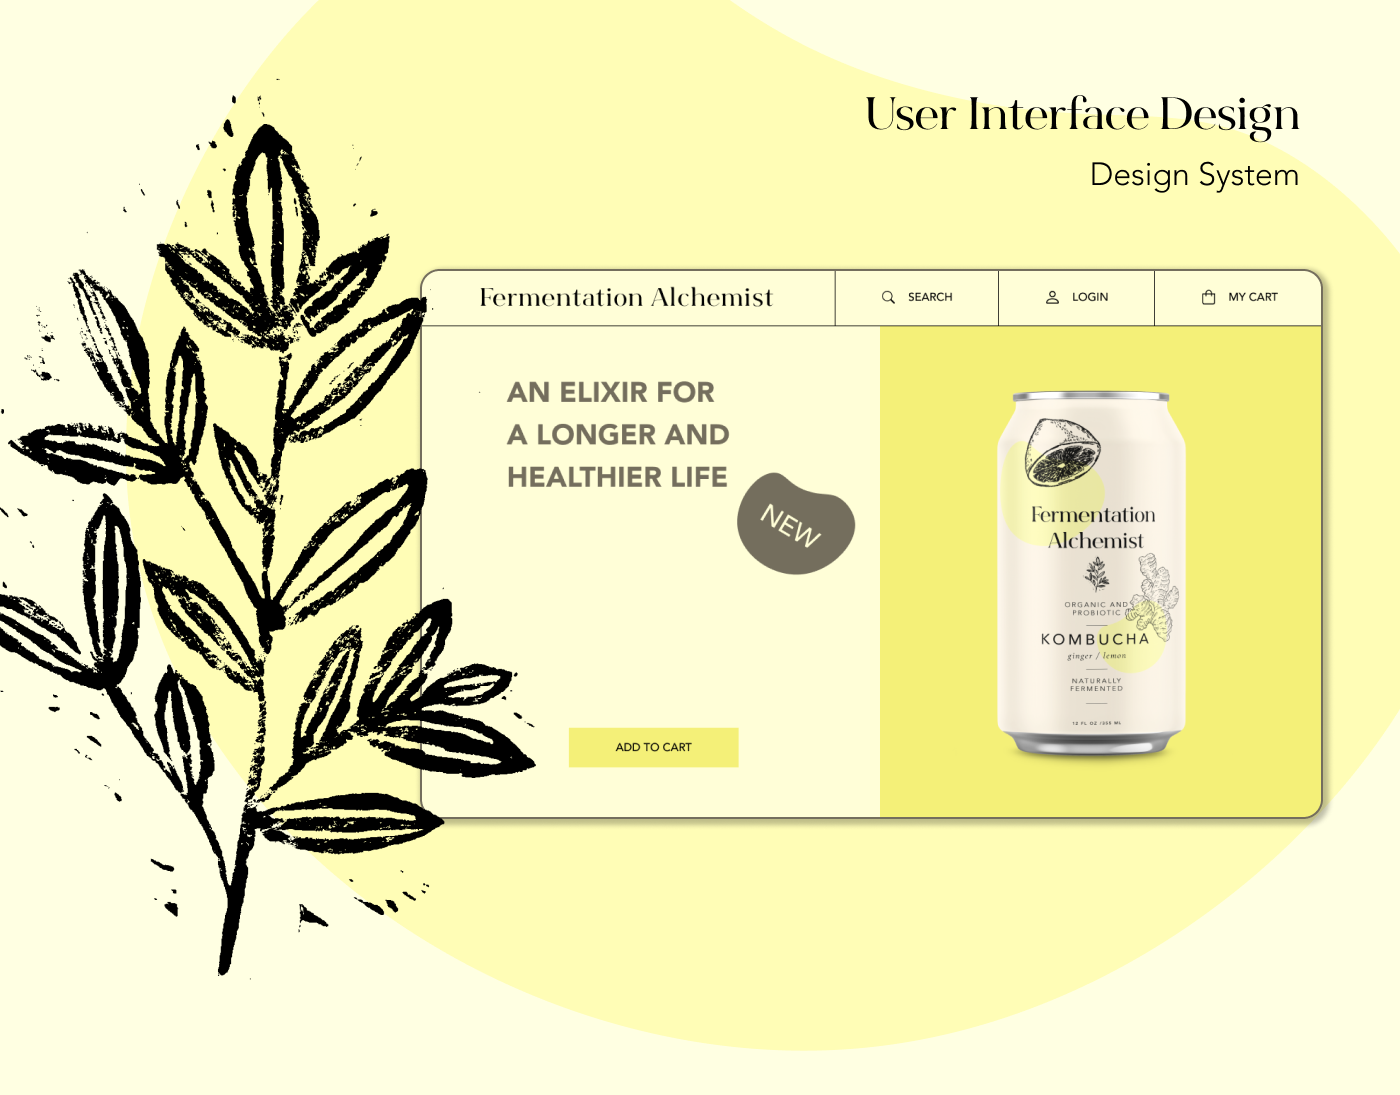 User Interface Design
Design System
Fermentation Alchemist
SEARCH
LOGIN
MY CART
AN ELIXIR FOR
A LONGER AND
HEALTHIER LIFE
NEW
ADD TO CART
Fermentation
Alchemist
ORGANIC AND
PROBIOTIC
KOMBUCHA
ginger / lemon
NATURALLY
FERMENTED
12 FL OZ /355 ML